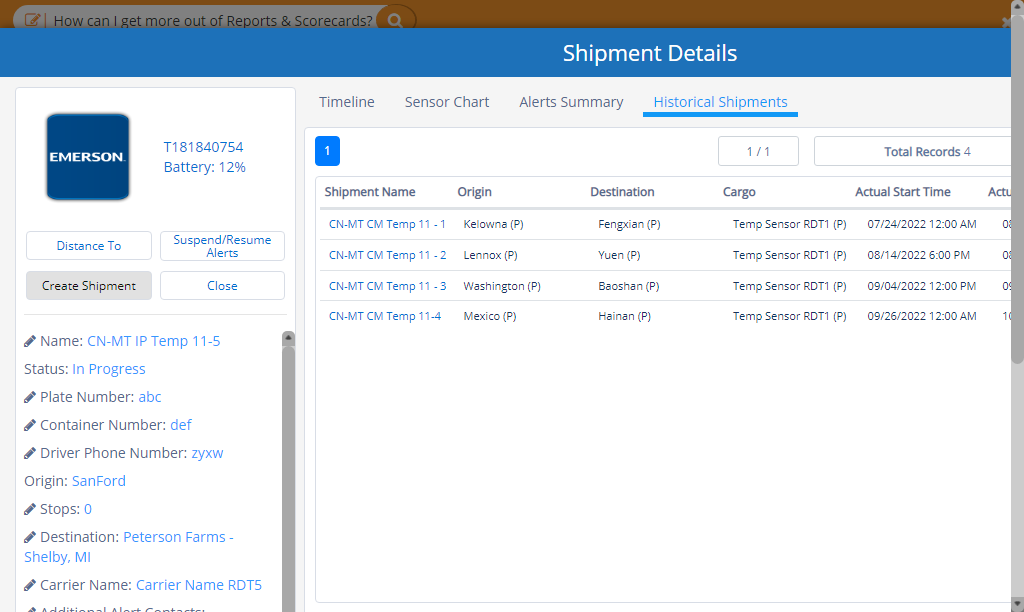 How can I get more out of Reports & Scorecards?
Shipment Details
EMERSON.
T181840754
Battery: 12%
Distance To
Suspend/Resume
Alerts
Create Shipment
Close
Name: CN-MT IP Temp 11-5
Status: In Progress
Plate Number: abc
Container Number: def
Driver Phone Number: zyxw
Origin: SanFord
Stops: 0
Destination: Peterson Farms -
Shelby, MI
Carrier Name: Carrier Name RDT5
Additional Alert Contacts:
Timeline Sensor Chart Alerts Summary Historical Shipments
1 1 / 1 Total Records 4
Shipment Name Origin Destination Cargo Actual Start Time Actu
CN-MT CM Temp 11 - 1 Kelowna (P) Fengxian (P) Temp Sensor RDT1 (P) 07/24/2022 12:00 AM 08
CN-MT CM Temp 11 - 2 Lennox (P) Yuen (P) Temp Sensor RDT1 (P) 08/14/2022 6:00 PM 08
CN-MT CM Temp 11 - 3 Washington (P) Baoshan (P) Temp Sensor RDT1 (P) 09/04/2022 12:00 PM 09
CN-MT CM Temp 11-4 Mexico (P) Hainan (P) Temp Sensor RDT1 (P) 09/26/2022 12:00 AM 10